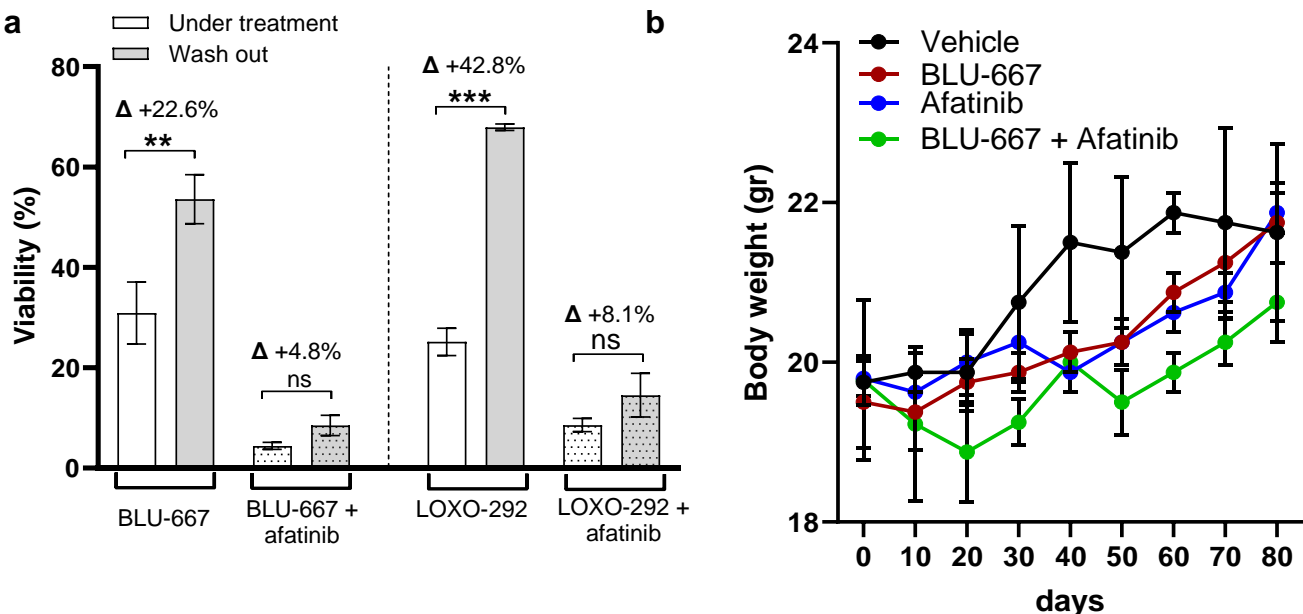 a
Under treatment
Wash out
Viability (%)
80
60
40
20
0
Δ +22.6%
**
Δ +4.8%
ns
Δ +42.8%
***
Δ +8.1%
ns
BLU-667
BLU-667 +
afatinib
LOXO-292
LOXO-292 +
afatinib
b
Vehicle
BLU-667
Afatinib
BLU-667 + Afatinib
Body weight (gr)
24
22
20
18
0 10 20 30 40 50 60 70 80
days